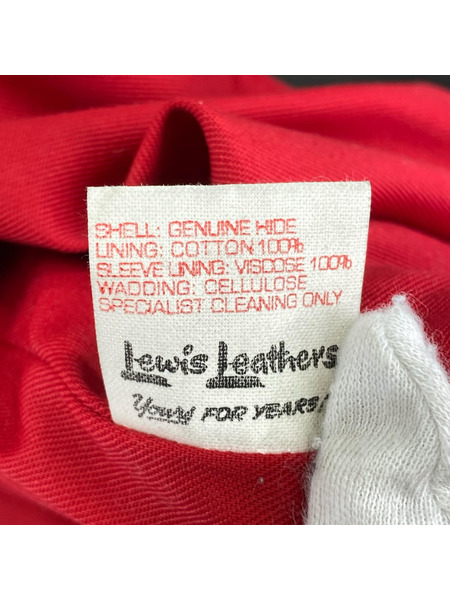 SHELL: GENUINE HIDE
LINING: COTTON 100%
SLEEVE LINING: VISCOSE 100%
WADDING: CELLULOSE
SPECIALIST CLEANING ONLY
Lewis Leathers
FOR YEARS